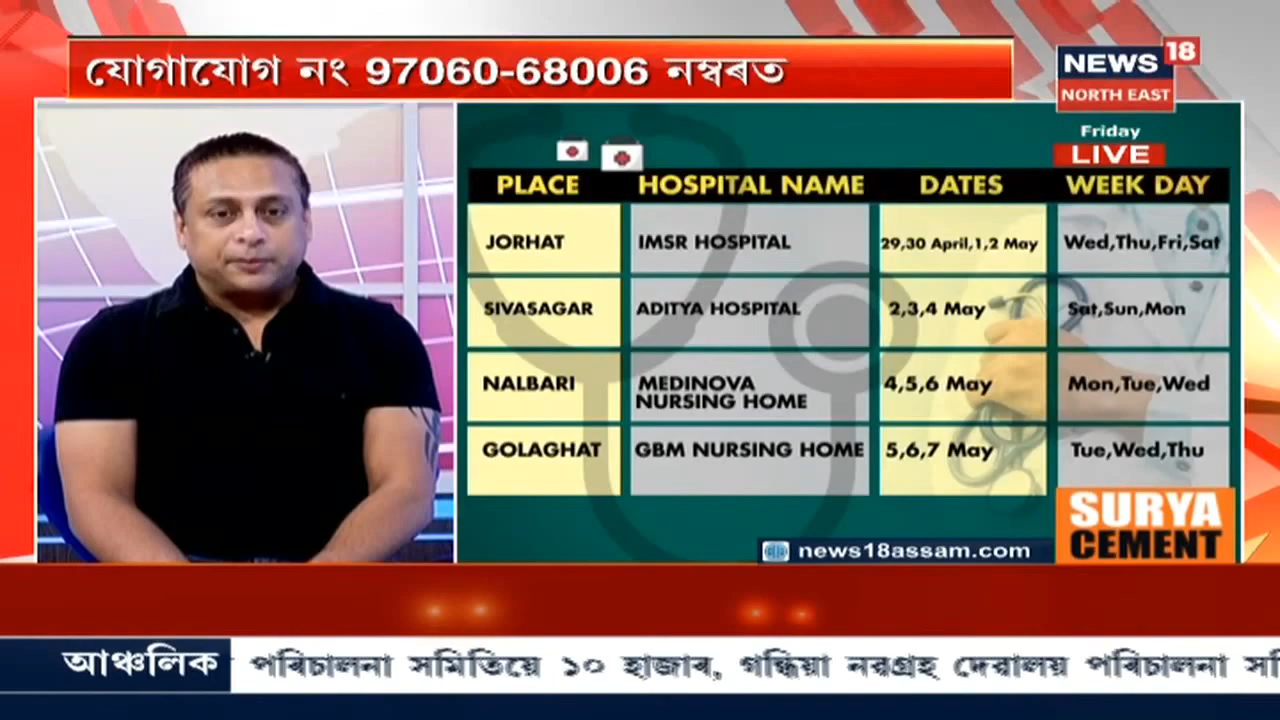 যোগাযোগ নং 97060-68006 নম্বৰত
NEWS 18
NORTH EAST
Friday
LIVE
PLACE HOSPITAL NAME DATES WEEK DAY
JORHAT IMSR HOSPITAL 29,30 April,1,2 May Wed,Thu,Fri,Sat
SIVASAGAR ADITYA HOSPITAL 2,3,4 May Sat,Sun,Mon
NALBARI MEDINOVA NURSING HOME 4,5,6 May Mon,Tue,Wed
GOLAGHAT GBM NURSING HOME 5,6,7 May Tue,Wed,Thu
SURYA
CEMENT
news18assam.com
আঞ্চলিক পৰিচালনা সমিতিয়ে ১০ হাজাৰ, গন্ধিয়া নৱগ্ৰহ দেৱালয় পৰিচালনা